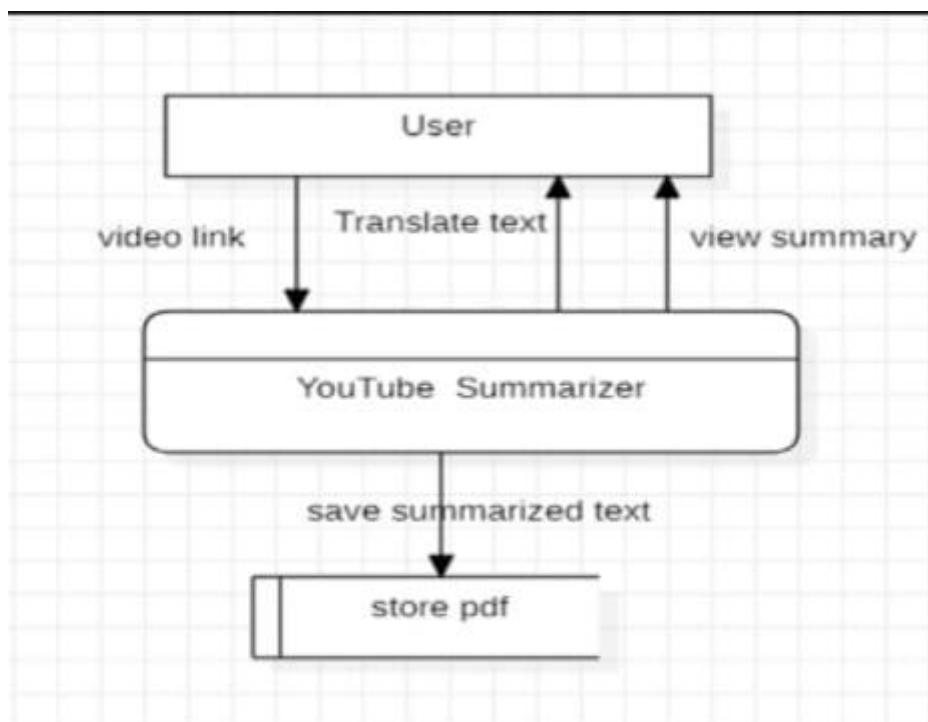 User
video link
Translate text
view summary
YouTube Summarizer
save summarized text
store pdf